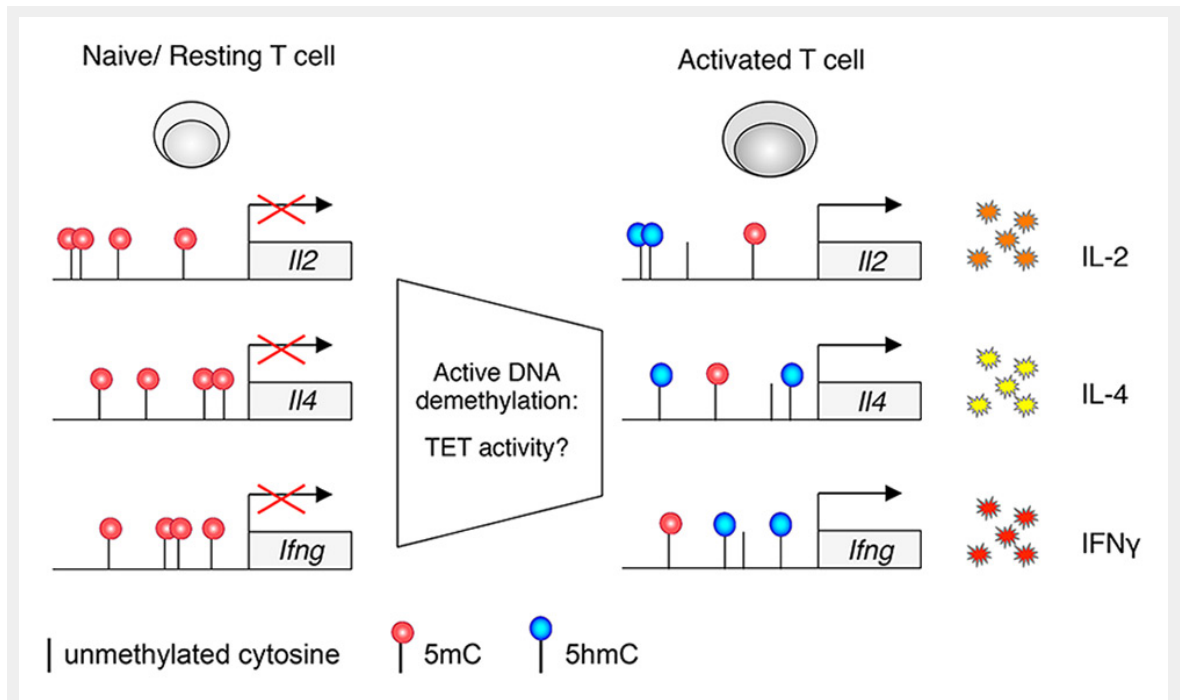 Naive/ Resting T cell
Activated T cell
Il2
Il2
IL-2
Active DNA
demethylation:
TET activity?
Il4
Il4
IL-4
Ifng
Ifng
IFNγ
unmethylated cytosine
5mC
5hmC